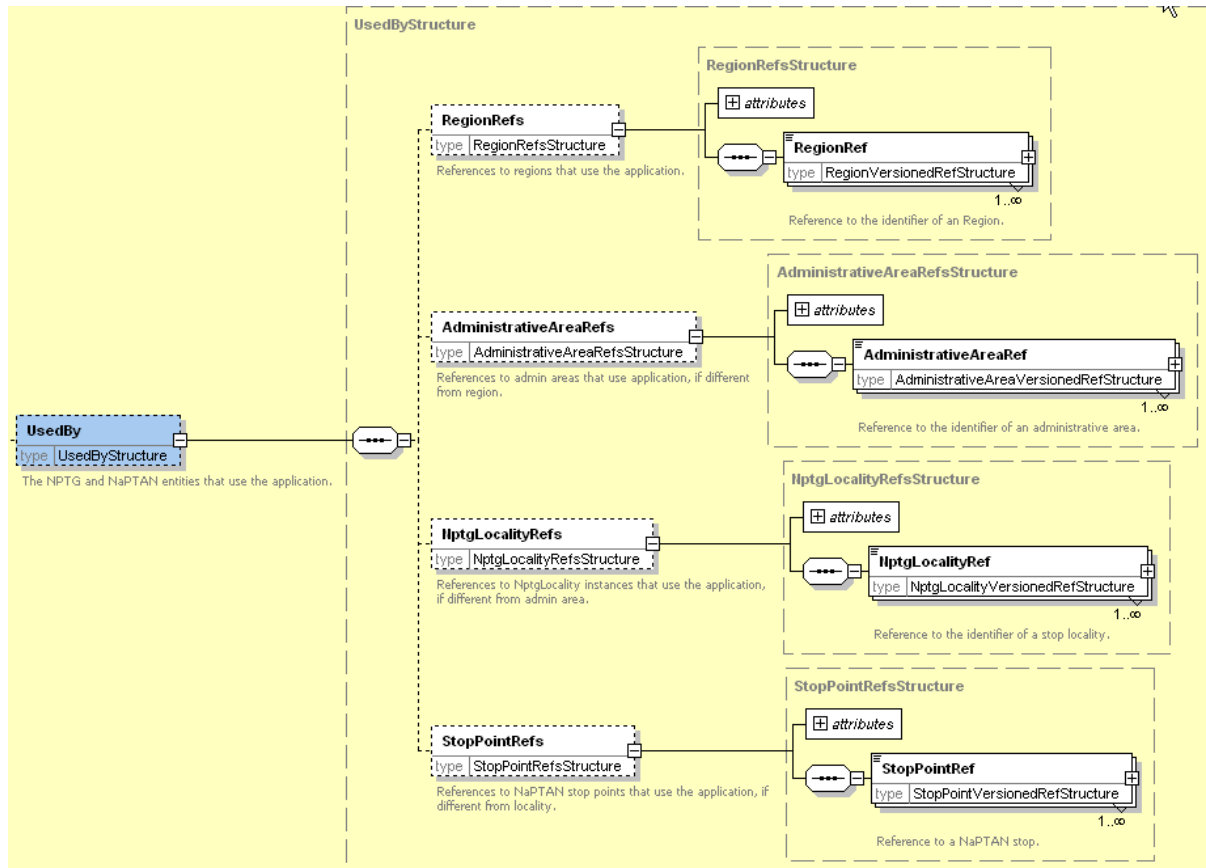 UsedByStructure
RegionRefsStructure
attributes
RegionRefs
type RegionRefsStructure
References to regions that use the application.
RegionRef
type RegionVersionedRefStructure
1..∞
Reference to the identifier of an Region.
AdministrativeAreaRefsStructure
attributes
AdministrativeAreaRefs
type AdministrativeAreaRefsStructure
References to admin areas that use application, if different
from region.
AdministrativeAreaRef
type AdministrativeAreaVersionedRefStructure
1..∞
Reference to the identifier of an administrative area.
UsedBy
type UsedByStructure
The NPTG and NaPTAN entities that use the application.
NptgLocalityRefsStructure
attributes
NptgLocalityRefs
type NptgLocalityRefsStructure
References to NptgLocality instances that use the application,
if different from admin area.
NptgLocalityRef
type NptgLocalityVersionedRefStructure
1..∞
Reference to the identifier of a stop locality.
StopPointRefsStructure
attributes
StopPointRefs
type StopPointRefsStructure
References to NaPTAN stop points that use the application, if
different from locality.
StopPointRef
type StopPointVersionedRefStructure
1..∞
Reference to a NaPTAN stop.